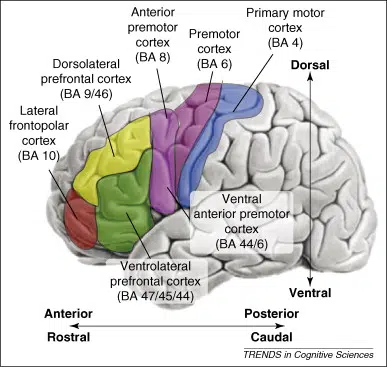 Anterior
premotor
cortex
(BA 8)
Premotor
cortex
(BA 6)
Primary motor
cortex
(BA 4)
Dorsolateral
prefrontal cortex
(BA 9/46)
Dorsal
Lateral
frontopolar
cortex
(BA 10)
Ventral
anterior premotor
cortex
(BA 44/6)
Ventrolateral
prefrontal cortex
(BA 47/45/44)
Ventral
Anterior
Posterior
Rostral
Caudal
TRENDS in Cognitive Sciences